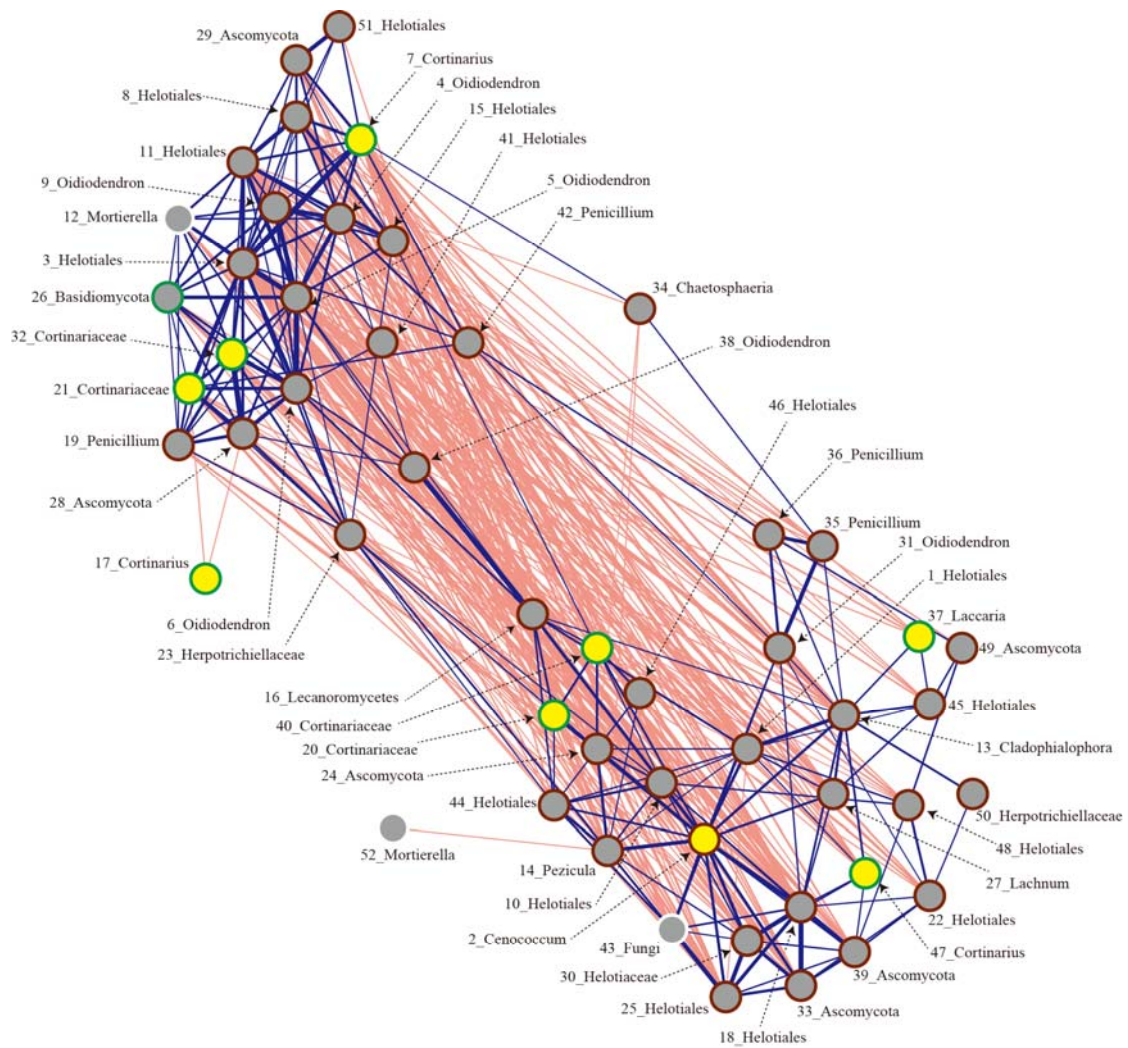 51_Helotiales
29_Ascomycota
7_Cortinarius
4_Oidiodendron
8_Helotiales
15_Helotiales
41_Helotiales
11_Helotiales
5_Oidiodendron
9_Oidiodendron
42_Penicillium
12_Mortierella
3_Helotiales
34_Chaetosphaeria
26_Basidiomycota
32_Cortinariaceae
38_Oidiodendron
21_Cortinariaceae
46_Helotiales
19_Penicillium
36_Penicillium
28_Ascomycota
35_Penicillium
31_Oidiodendron
17_Cortinarius
1_Helotiales
6_Oidiodendron
37_Laccaria
23_Herpotrichiellaceae
49_Ascomycota
16_Lecanoromycetes
45_Helotiales
40_Cortinariaceae
13_Cladophialophora
20_Cortinariaceae
24_Ascomycota
44_Helotiales
50_Herpotrichiellaceae
52_Mortierella
48_Helotiales
14_Pezicula
27_Lachnum
10_Helotiales
22_Helotiales
2_Cenococcum
43_Fungi
47_Cortinarius
30_Helotiaceae
39_Ascomycota
25_Helotiales
33_Ascomycota
18_Helotiales